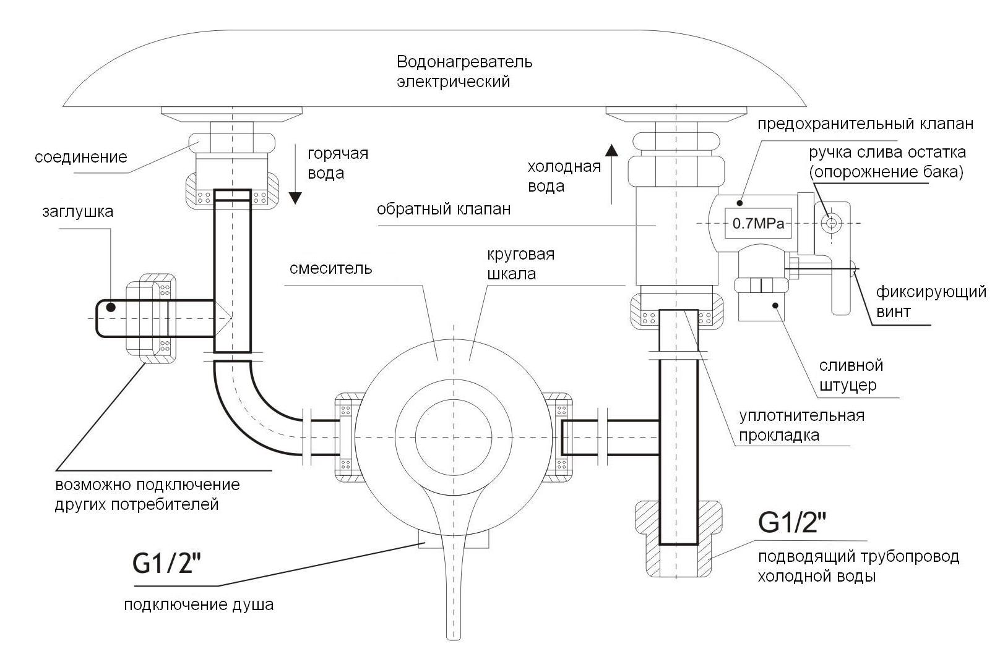 Водонагреватель
электрический
предохранительный клапан
соединение
горячая
вода
холодная
вода
ручка слива остатка
(опорожнение бака)
заглушка
обратный клапан
0.7MPa
смеситель
круговая
шкала
фиксирующий
винт
сливной
штуцер
уплотнительная
прокладка
возможно подключение
других потребителей
G1/2"
подводящий трубопровод
холодной воды
G1/2"
подключение душа